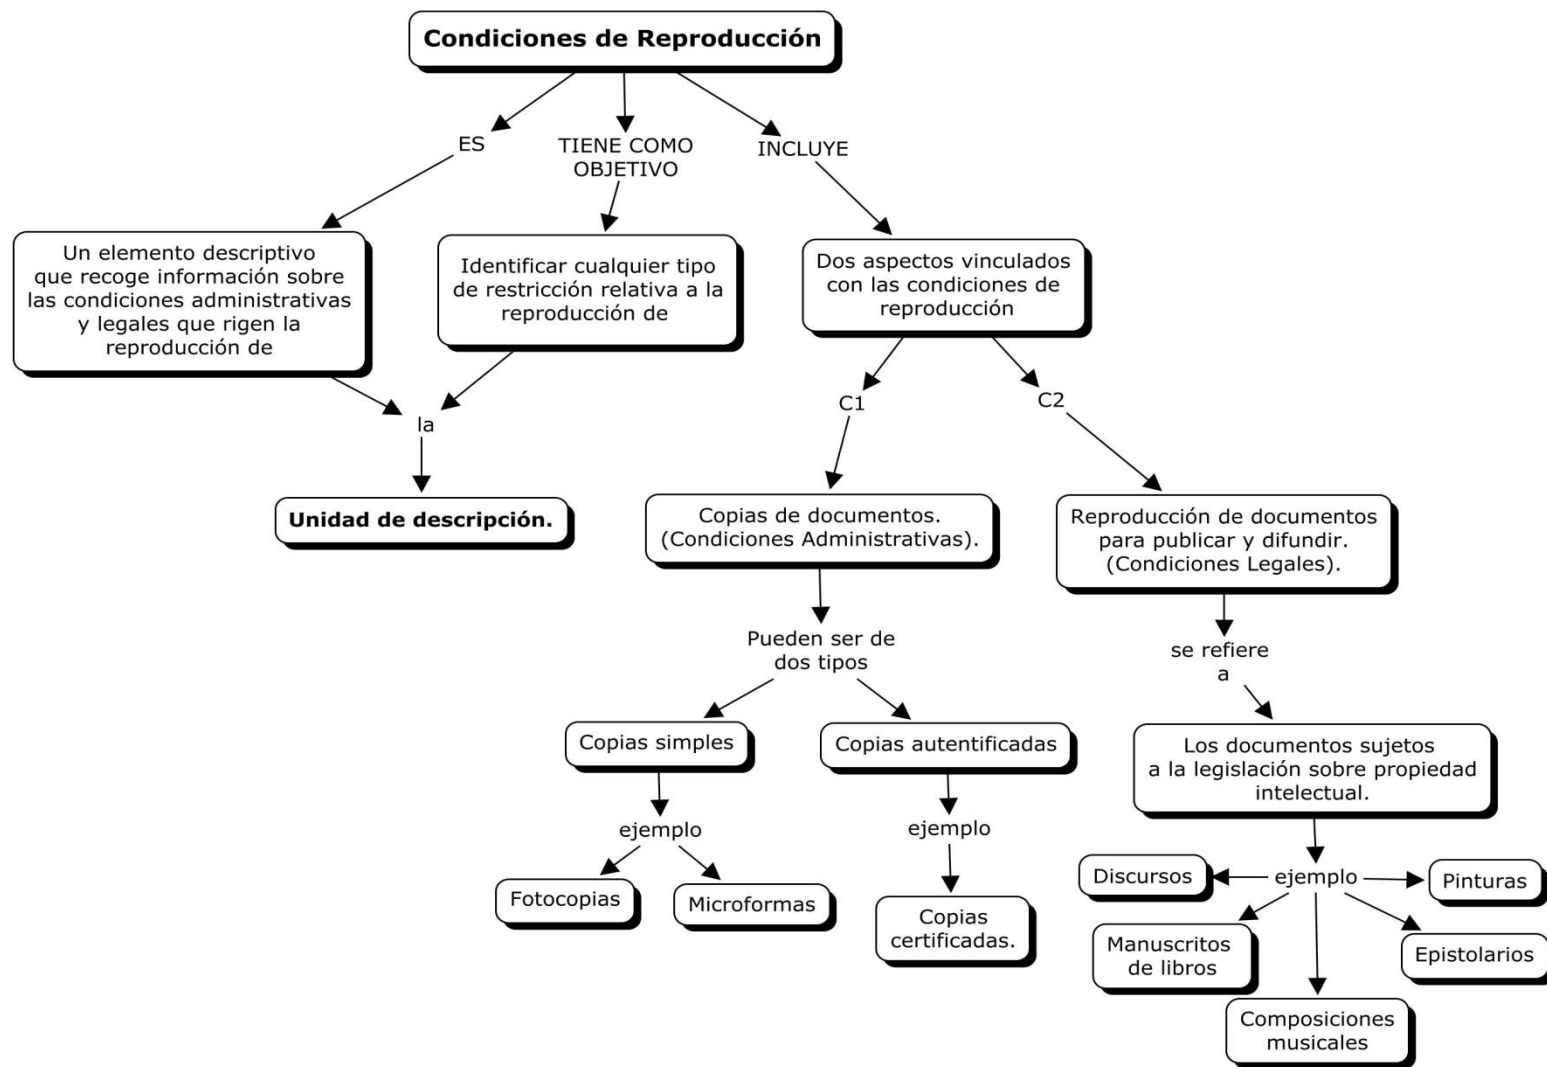 Condiciones de Reproducción
ES
TIENE COMO
OBJETIVO
INCLUYE
Un elemento descriptivo
que recoge información sobre
las condiciones administrativas
y legales que rigen la
reproducción de
Identificar cualquier tipo
de restricción relativa a la
reproducción de
Dos aspectos vinculados
con las condiciones de
reproducción
la
Unidad de descripción.
C1
C2
Copias de documentos.
(Condiciones Administrativas).
Reproducción de documentos
para publicar y difundir.
(Condiciones Legales).
Pueden ser de
dos tipos
se refiere
a
Copias simples
Copias autentificadas
Los documentos sujetos
a la legislación sobre propiedad
intelectual.
ejemplo
ejemplo
Fotocopias
Microformas
Copias
certificadas.
Discursos
ejemplo
Pinturas
Manuscritos
de libros
Epistolarios
Composiciones
musicales